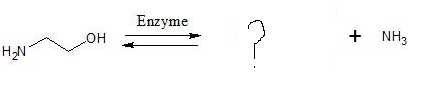 Enzyme
H₂N
OH
?
+
NH₃